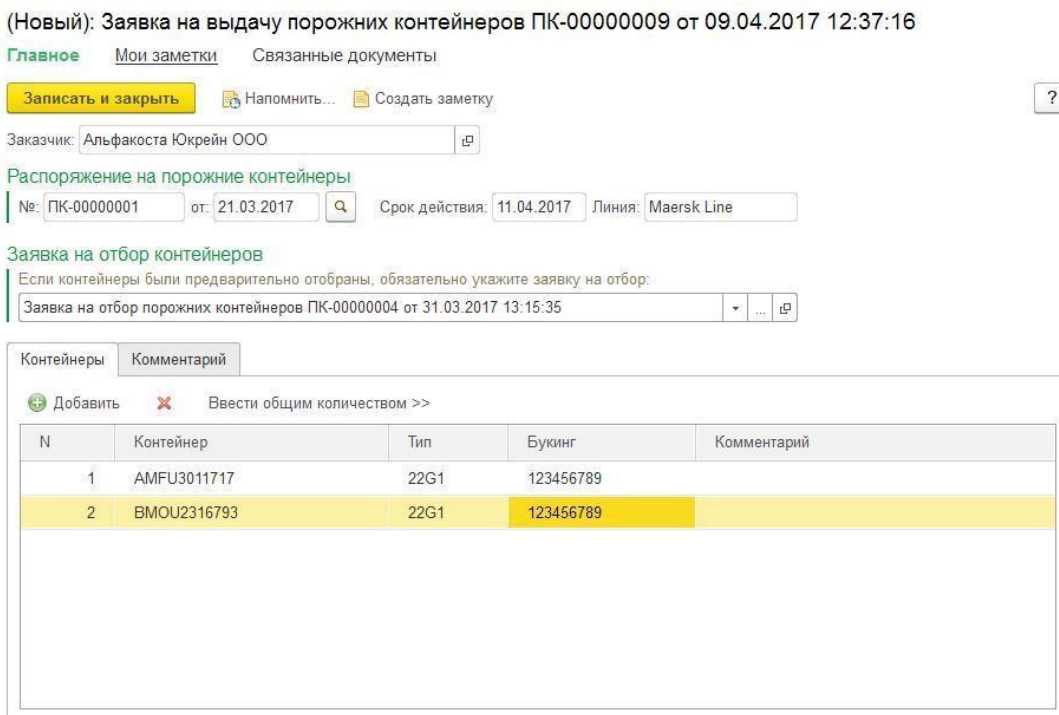 (Новый): Заявка на выдачу порожних контейнеров ПК-00000009 от 09.04.2017 12:37:16
Главное Мои заметки Связанные документы
Записать и закрыть Напомнить... Создать заметку ?
Заказчик: Альфакоста Юкрейн ООО
Распоряжение на порожние контейнеры
№: ПК-00000001 от: 21.03.2017 Срок действия: 11.04.2017 Линия: Maersk Line
Заявка на отбор контейнеров
Если контейнеры были предварительно отобраны, обязательно укажите заявку на отбор:
Заявка на отбор порожних контейнеров ПК-00000004 от 31.03.2017 13:15:35 ...
Контейнеры Комментарий
Добавить Ввести общим количеством >>
N Контейнер Тип Букинг Комментарий
1 AMFU3011717 22G1 123456789
2 BMOU2316793 22G1 123456789